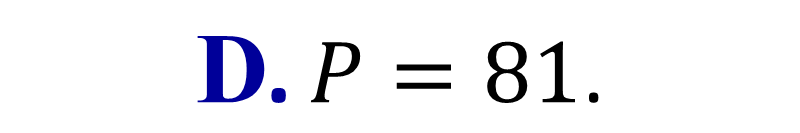 D. P = 81.